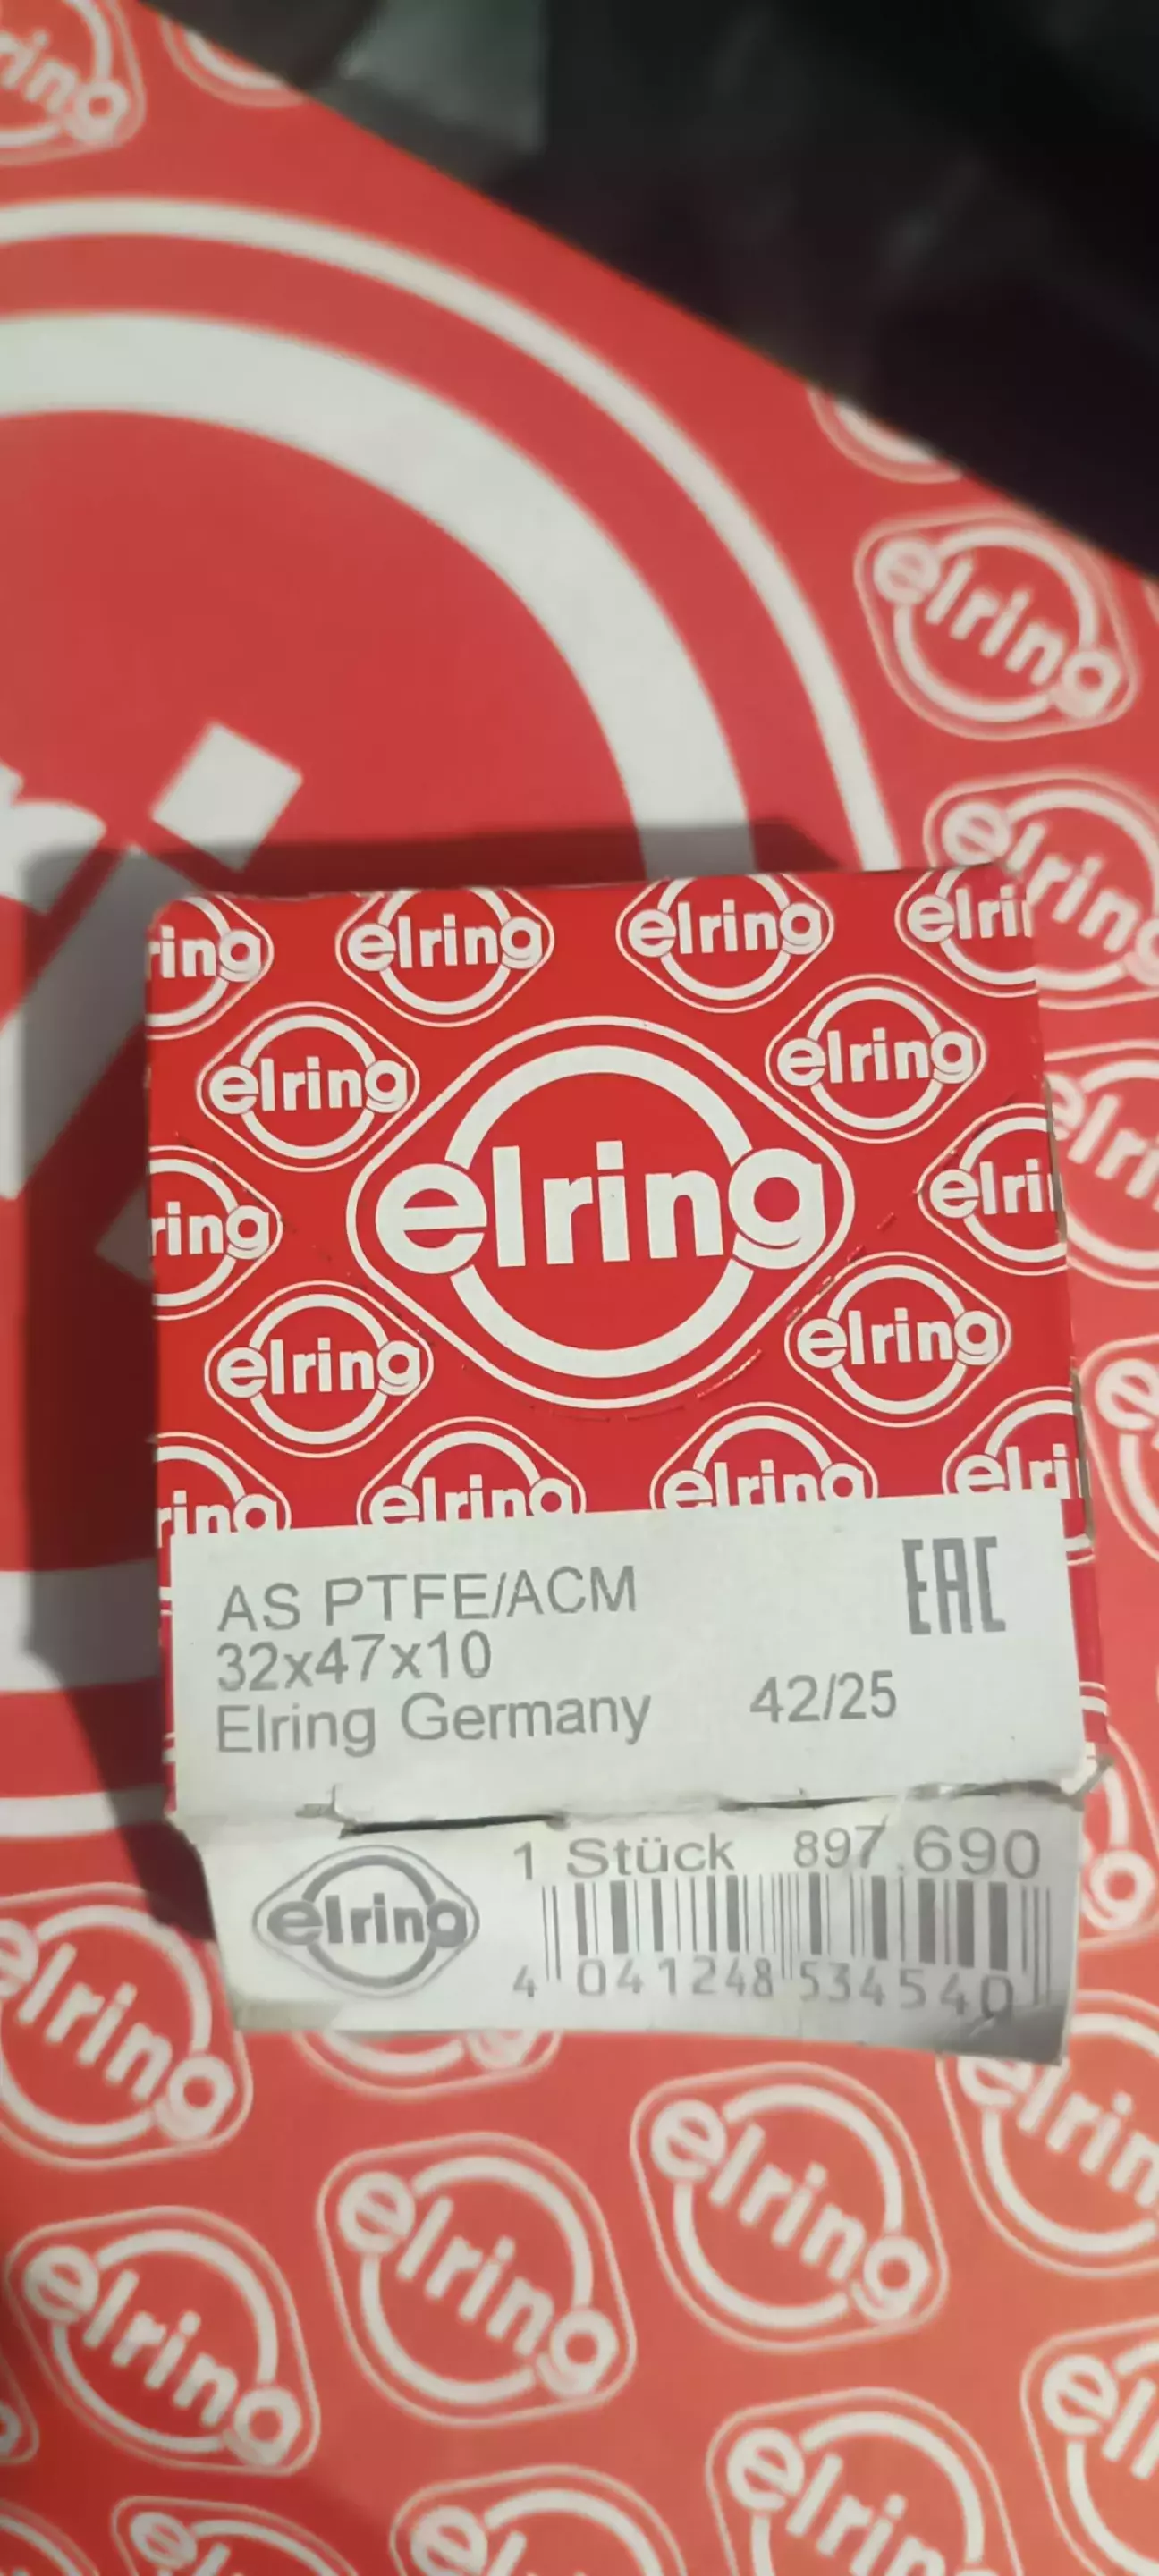 elring
AS PTFE/ACM
EAC
32x47x10
Elring Germany 42/25
1 Stück 897.690
elring
4 041248 534540